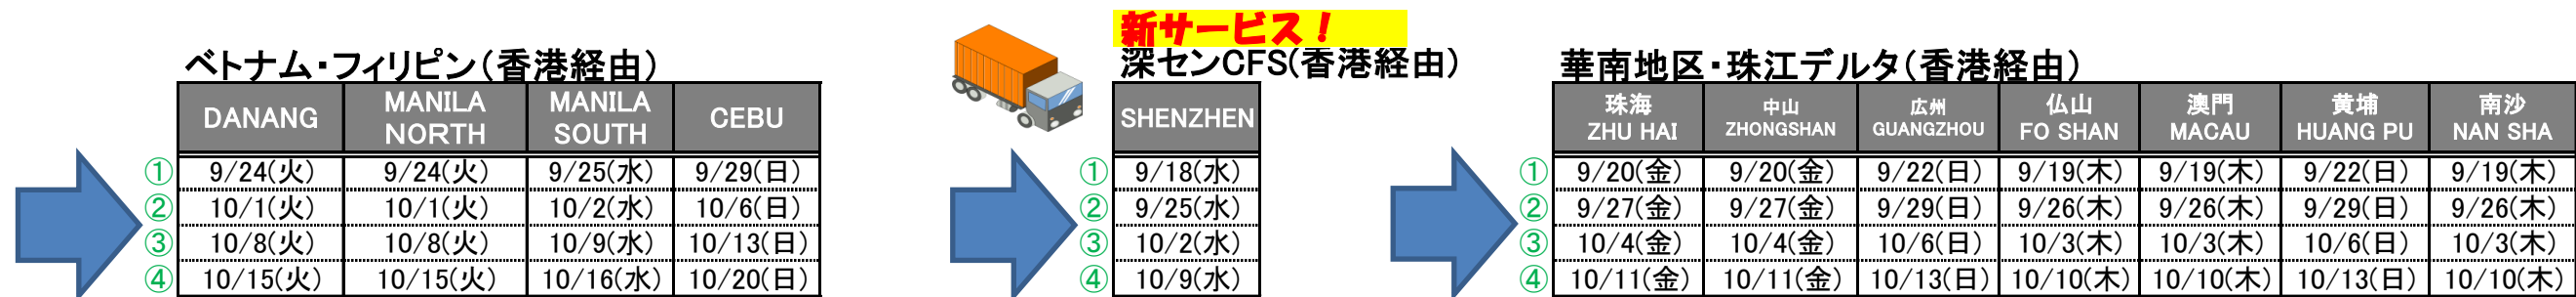 新サービス！
ベトナム・フィリピン（香港経由）
深センCFS(香港経由)
華南地区・珠江デルタ（香港経由）
DANANG MANILA NORTH MANILA SOUTH CEBU
① 9/24(火) 9/24(火) 9/25(水) 9/29(日)
② 10/1(火) 10/1(火) 10/2(水) 10/6(日)
③ 10/8(火) 10/8(火) 10/9(水) 10/13(日)
④ 10/15(火) 10/15(火) 10/16(水) 10/20(日)
SHENZHEN
① 9/18(水)
② 9/25(水)
③ 10/2(水)
④ 10/9(水)
珠海 中山 広州 仏山 澳門 黄埔 南沙
ZHU HAI ZHONGSHAN GUANGZHOU FO SHAN MACAU HUANG PU NAN SHA
① 9/20(金) 9/20(金) 9/22(日) 9/19(木) 9/19(木) 9/22(日) 9/19(木)
② 9/27(金) 9/27(金) 9/29(日) 9/26(木) 9/26(木) 9/29(日) 9/26(木)
③ 10/4(金) 10/4(金) 10/6(日) 10/3(木) 10/3(木) 10/6(日) 10/3(木)
④ 10/11(金) 10/11(金) 10/13(日) 10/10(木) 10/10(木) 10/13(日) 10/10(木)